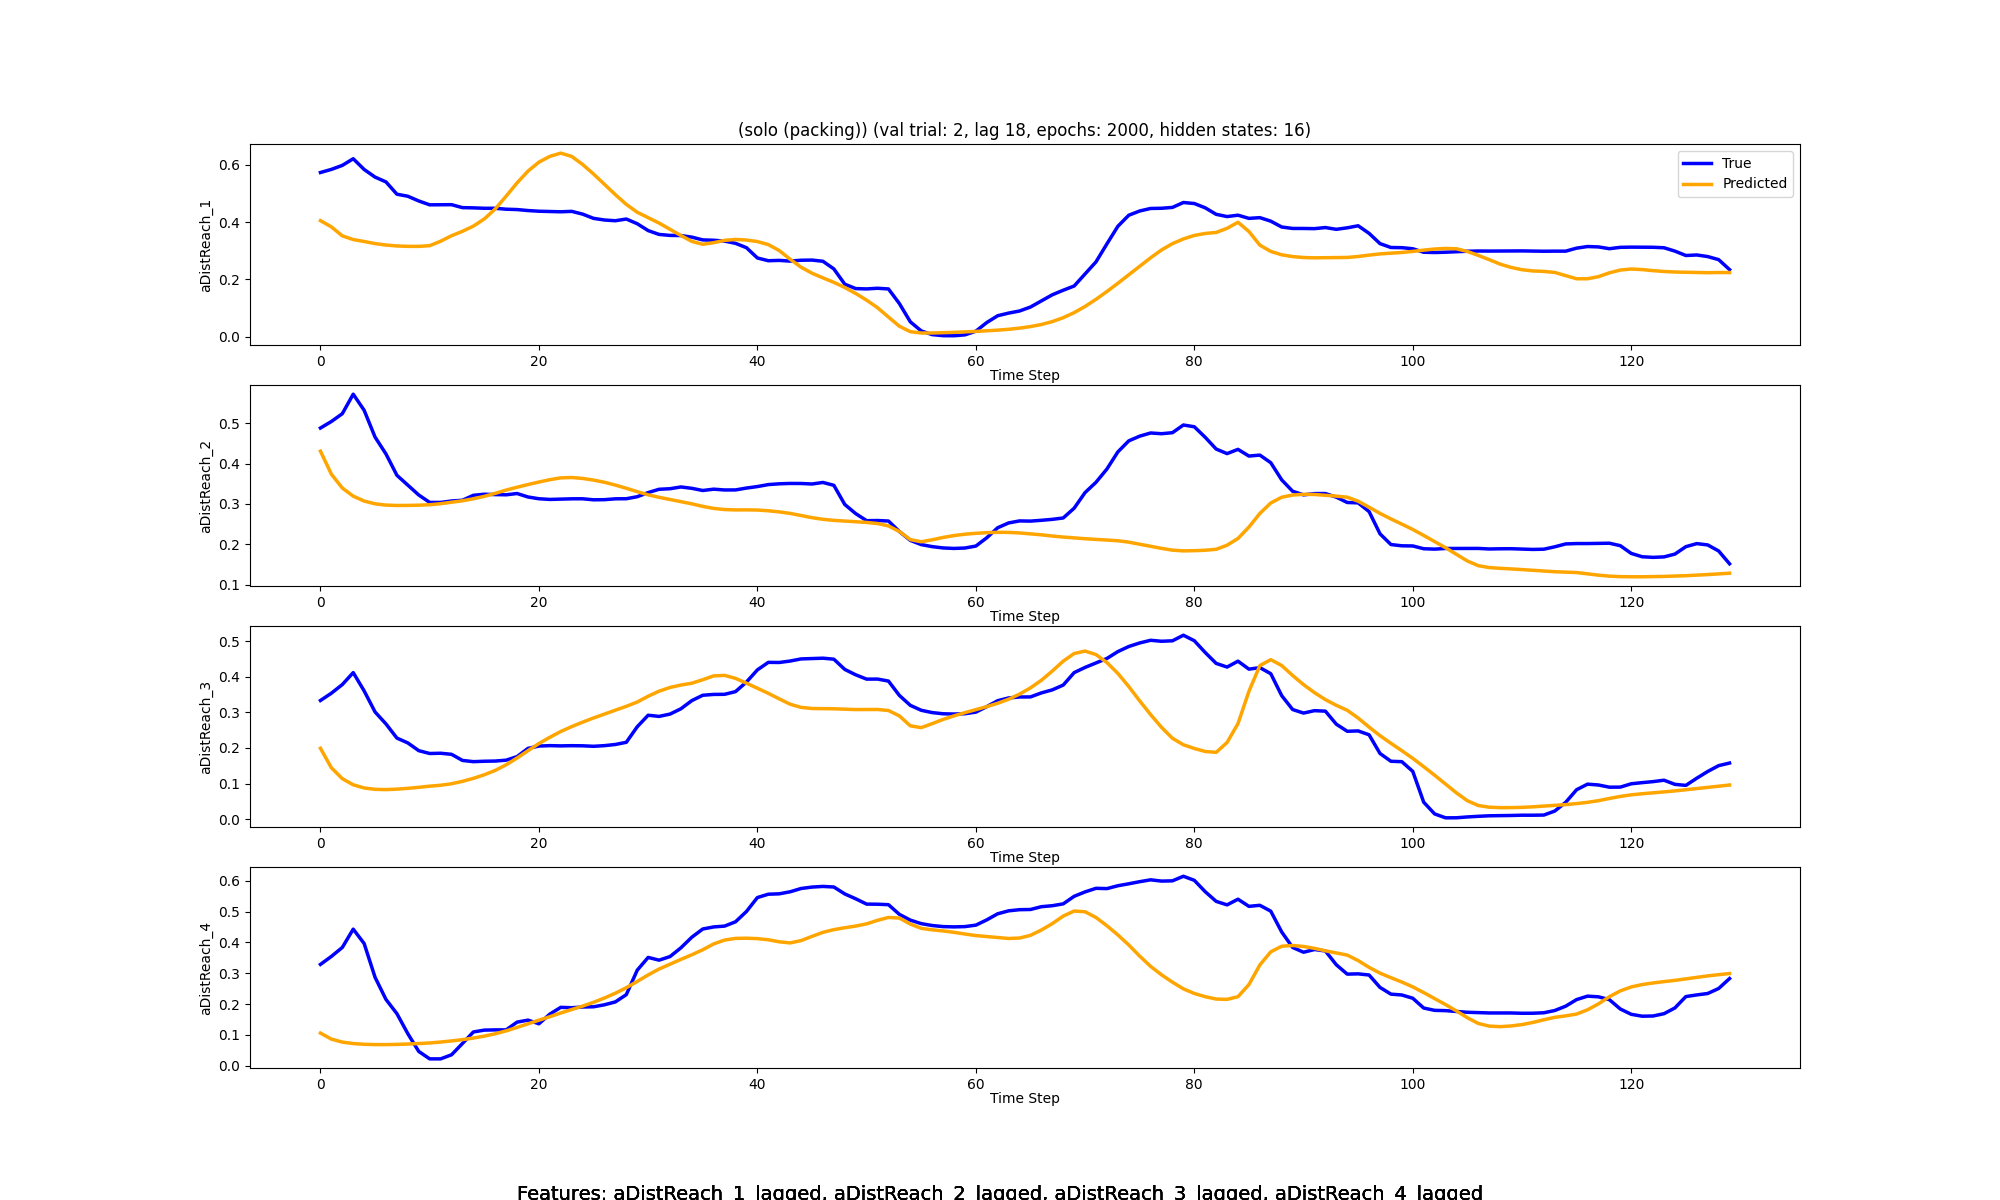 (solo (packing)) (val trial: 2, lag 18, epochs: 2000, hidden states: 16)
True
Predicted
aDistReach_1
0.6
0.4
0.2
0.0
0 20 40 60 80 100 120
Time Step
aDistReach_2
0.5
0.4
0.3
0.2
0.1
0 20 40 60 80 100 120
Time Step
aDistReach_3
0.5
0.4
0.3
0.2
0.1
0.0
0 20 40 60 80 100 120
Time Step
aDistReach_4
0.6
0.5
0.4
0.3
0.2
0.1
0.0
0 20 40 60 80 100 120
Time Step
Features: aDistReach_1_lagged, aDistReach_2_lagged, aDistReach_3_lagged, aDistReach_4_lagged